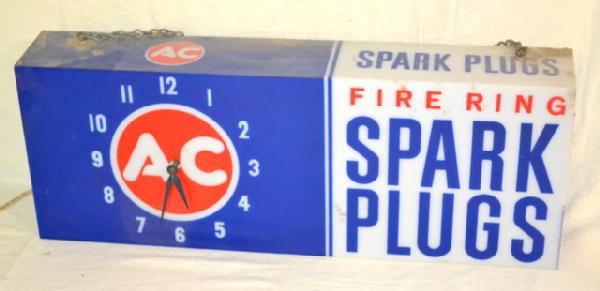 AC
SPARK PLUGS
FIRE RING
SPARK
PLUGS
12
1
2
3
4
5
6
7
8
9
10
11
AC